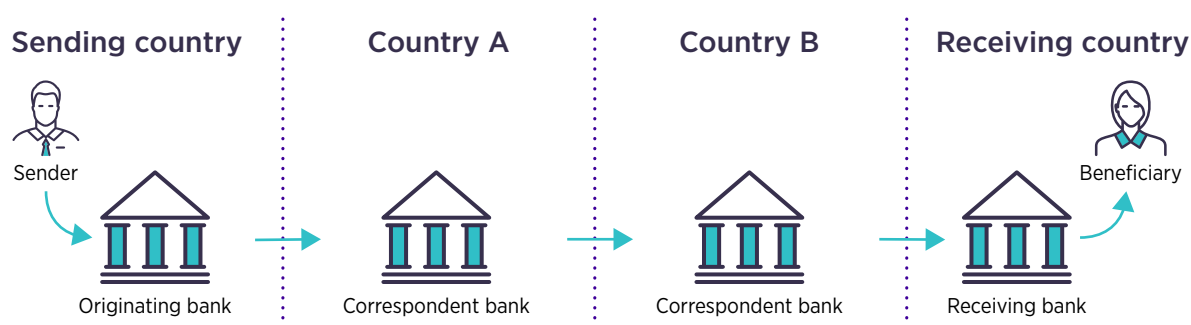 Sending country
Country A
Country B
Receiving country
Sender
Beneficiary
Originating bank
Correspondent bank
Correspondent bank
Receiving bank